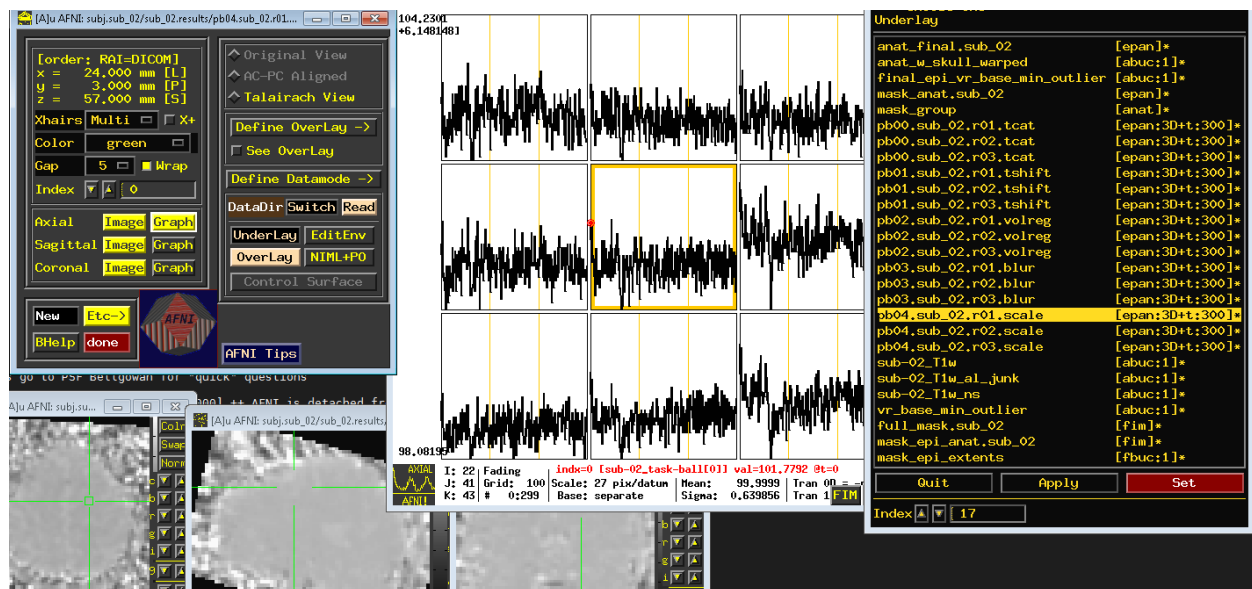 [A]u AFNI: subj.sub_02/sub_02.results/pb04.sub_02.r01....
[order: RAI=DICOM]
x = 24.000 mm [L]
y = 3.000 mm [P]
z = 57.000 mm [S]
Xhairs Multi X+
Color green
Gap 5 Wrap
Index 0
Axial Image Graph
Sagittal Image Graph
Coronal Image Graph
New Etc->
BHelp done
AFNI
Original View
AC-PC Aligned
Talairach View
Define OverLay ->
See OverLay
Define Datamode ->
DataDir Switch Read
UnderLay EditEnv
OverLay NIML+PO
Control Surface
AFNI Tips
go to PSF Bellgowan for "quick" questions
++ AFNI is detached fr
A]u AFNI: subj.su...
Colr
Swap
Norm
c
b
r
g
i
9
[A]u AFNI: subj.sub_02/sub_02.results/
b
r
g
i
104.2301
+6.148148]
98.08195
AXIAL
AFNI!
I: 22
J: 41
K: 43
Fading
Grid: 100
# 0:299
indx=0 [sub-02_task-ball[0]] val=101.7792 @t=0
Scale: 27 pix/datum
Base: separate
Mean: 99.9999
Sigma: 0.639856
Tran 0D =
Tran 1
FIM
Underlay
anat_final.sub_02 [epan]*
anat_w_skull_warped [abuc:1]*
final_epi_vr_base_min_outlier [abuc:1]*
mask_anat.sub_02 [epan]*
mask_group [anat]*
pb00.sub_02.r01.tcat [epan:3D+t:300]*
pb00.sub_02.r02.tcat [epan:3D+t:300]*
pb00.sub_02.r03.tcat [epan:3D+t:300]*
pb01.sub_02.r01.tshift [epan:3D+t:300]*
pb01.sub_02.r02.tshift [epan:3D+t:300]*
pb01.sub_02.r03.tshift [epan:3D+t:300]*
pb02.sub_02.r01.volreg [epan:3D+t:300]*
pb02.sub_02.r02.volreg [epan:3D+t:300]*
pb02.sub_02.r03.volreg [epan:3D+t:300]*
pb03.sub_02.r01.blur [epan:3D+t:300]*
pb03.sub_02.r02.blur [epan:3D+t:300]*
pb03.sub_02.r03.blur [epan:3D+t:300]*
pb04.sub_02.r01.scale [epan:3D+t:300]*
pb04.sub_02.r02.scale [epan:3D+t:300]*
pb04.sub_02.r03.scale [epan:3D+t:300]*
sub-02_T1w [abuc:1]*
sub-02_T1w_al_junk [abuc:1]*
sub-02_T1w_ns [abuc:1]*
vr_base_min_outlier [abuc:1]*
full_mask.sub_02 [fim]*
mask_epi_anat.sub_02 [fim]*
mask_epi_extents [fbuc:1]*
Quit Apply Set
Index 17